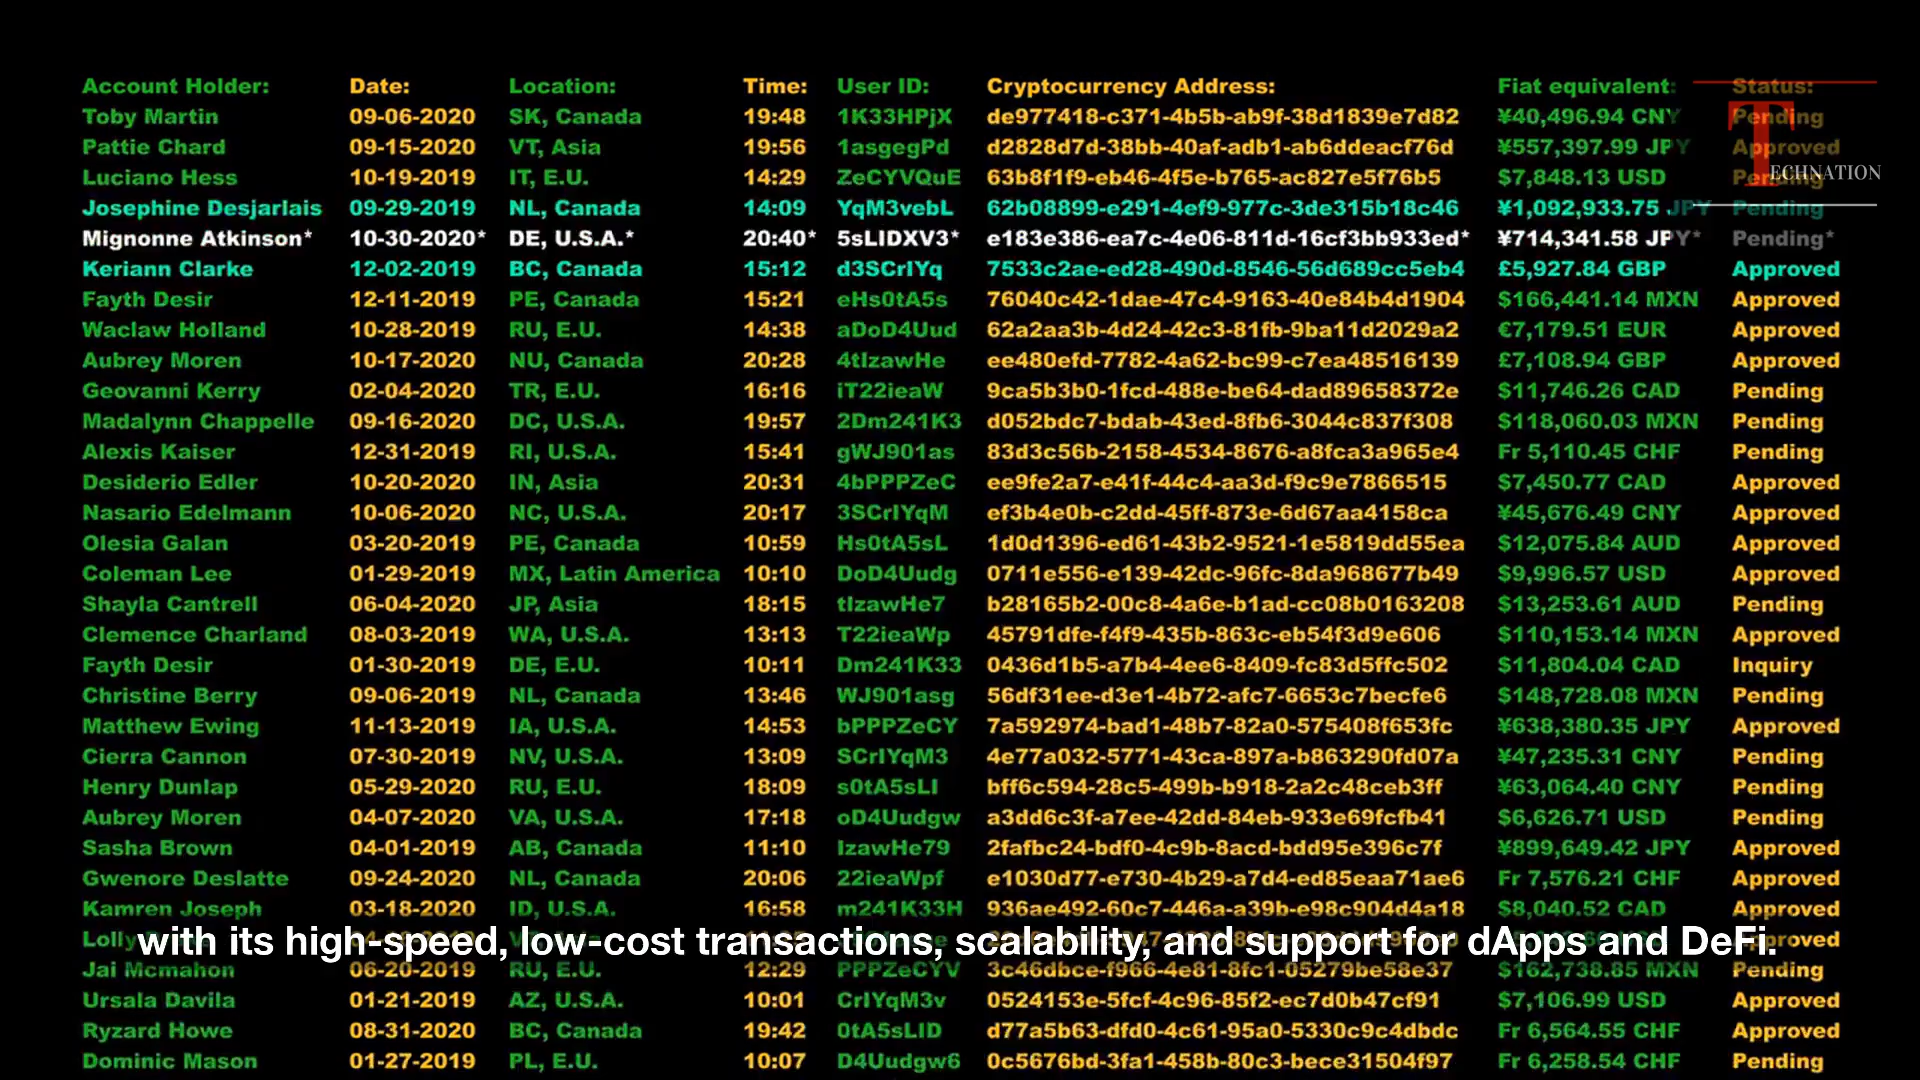 Account Holder: Date: Location: Time: User ID: Cryptocurrency Address: Fiat equivalent: Status:
Toby Martin 09-06-2020 SK, Canada 19:48 1K33HPjX de977418-c371-4b5b-ab9f-38d1839e7d82 ¥40,496.94 CNY Pending
Pattie Chard 09-15-2020 VT, Asia 19:56 1asgegPd d2828d7d-38bb-40af-adb1-ab6ddeacf76d ¥557,397.99 JPY Approved
Luciano Hess 10-19-2019 IT, E.U. 14:29 ZeCYVQuE 63b8f1f9-eb46-4f5e-b765-ac827e5f76b5 $7,848.13 USD Pending
TECHNATION
Josephine Desjarlais 09-29-2019 NL, Canada 14:09 YqM3vebL 62b08899-e291-4ef9-977c-3de315b18c46 ¥1,092,933.75 JPY Pending
Mignonne Atkinson* 10-30-2020* DE, U.S.A.* 20:40* 5sLIDXV3* e183e386-ea7c-4e06-811d-16cf3bb933ed* ¥714,341.58 JPY* Pending*
Keriann Clarke 12-02-2019 BC, Canada 15:12 d3SCrIYq 7533c2ae-ed28-490d-8546-56d689cc5eb4 £5,927.84 GBP Approved
Fayth Desir 12-11-2019 PE, Canada 15:21 eHs0tA5s 76040c42-1dae-47c4-9163-40e84b4d1904 $166,441.14 MXN Approved
Waclaw Holland 10-28-2019 RU, E.U. 14:38 aDoD4Uud 62a2aa3b-4d24-42c3-81fb-9ba11d2029a2 €7,179.51 EUR Approved
Aubrey Moren 10-17-2020 NU, Canada 20:28 4tIzawHe ee480efd-7782-4a62-bc99-c7ea48516139 £7,108.94 GBP Approved
Geovanni Kerry 02-04-2020 TR, E.U. 16:16 iT22ieaW 9ca5b3b0-1fcd-488e-be64-dad89658372e $11,746.26 CAD Pending
Madalynn Chappelle 09-16-2020 DC, U.S.A. 19:57 2Dm241K3 d052bdc7-bdab-43ed-8fb6-3044c837f308 $118,060.03 MXN Pending
Alexis Kaiser 12-31-2019 RI, U.S.A. 15:41 gWJ901as 83d3c56b-2158-4534-8676-a8fca3a965e4 Fr 5,110.45 CHF Pending
Desiderio Edler 10-20-2020 IN, Asia 20:31 4bPPPZeC ee9fe2a7-e41f-44c4-aa3d-f9c9e7866515 $7,450.77 CAD Approved
Nasario Edelmann 10-06-2020 NC, U.S.A. 20:17 3SCrIYqM ef3b4e0b-c2dd-45ff-873e-6d67aa4158ca ¥45,676.49 CNY Approved
Olesia Galan 03-20-2019 PE, Canada 10:59 Hs0tA5sL 1d0d1396-ed61-43b2-9521-1e5819dd55ea $12,075.84 AUD Approved
Coleman Lee 01-29-2019 MX, Latin America 10:10 DoD4Uudg 0711e556-e139-42dc-96fc-8da968677b49 $9,996.57 USD Approved
Shayla Cantrell 06-04-2020 JP, Asia 18:15 tIzawHe7 b28165b2-00c8-4a6e-b1ad-cc08b0163208 $13,253.61 AUD Pending
Clemence Charland 08-03-2019 WA, U.S.A. 13:13 T22ieaWp 45791dfe-f4f9-435b-863c-eb54f3d9e606 $110,153.14 MXN Approved
Fayth Desir 01-30-2019 DE, E.U. 10:11 Dm241K33 0436d1b5-a7b4-4ee6-8409-fc83d5ffc502 $11,804.04 CAD Inquiry
Christine Berry 09-06-2019 NL, Canada 13:46 WJ901asg 56df31ee-d3e1-4b72-afc7-6653c7becfe6 $148,728.08 MXN Pending
Matthew Ewing 11-13-2019 IA, U.S.A. 14:53 bPPPZeCY 7a592974-bad1-48b7-82a0-575408f653fc ¥638,380.35 JPY Approved
Cierra Cannon 07-30-2019 NV, U.S.A. 13:09 SCrIYqM3 4e77a032-5771-43ca-897a-b863290fd07a ¥47,235.31 CNY Pending
Henry Dunlap 05-29-2020 RU, E.U. 18:09 s0tA5sLI bff6c594-28c5-499b-b918-2a2c48ceb3ff ¥63,064.40 CNY Pending
Aubrey Moren 04-07-2020 VA, U.S.A. 17:18 oD4Uudgw a3dd6c3f-a7ee-42dd-84eb-933e69fcfb41 $6,626.71 USD Pending
Sasha Brown 04-01-2019 AB, Canada 11:10 IzawHe79 2fafbc24-bdf0-4c9b-8acd-bdd95e396c7f ¥899,649.42 JPY Approved
Gwenore Deslatte 09-24-2020 NL, Canada 20:06 22ieaWpf e1030d77-e730-4b29-a7d4-ed85eaa71ae6 Fr 7,576.21 CHF Approved
Kamren Joseph 03-18-2020 ID, U.S.A. 16:58 m241K33H 936ae492-60c7-446a-a39b-e98c904d4a18 $8,040.52 CAD Approved
with its high-speed, low-cost transactions, scalability, and support for dApps and DeFi.
Jai Mcmahon 06-20-2019 RU, E.U. 12:29 PPPZeCYV 3c46dbce-f966-4e81-8fc1-05279be58e37 $162,738.85 MXN Pending
Ursala Davila 01-21-2019 AZ, U.S.A. 10:01 CrIYqM3v 0524153e-5fcf-4c96-85f2-ec7d0b47cf91 $7,106.99 USD Approved
Ryzard Howe 08-31-2020 BC, Canada 19:42 0tA5sLID d77a5b63-dfd0-4c61-95a0-5330c9c4dbdc Fr 6,564.55 CHF Approved
Dominic Mason 01-27-2019 PL, E.U. 10:07 D4Uudgw6 0c5676bd-3fa1-458b-80c3-bece31504f97 Fr 6,258.54 CHF Pending